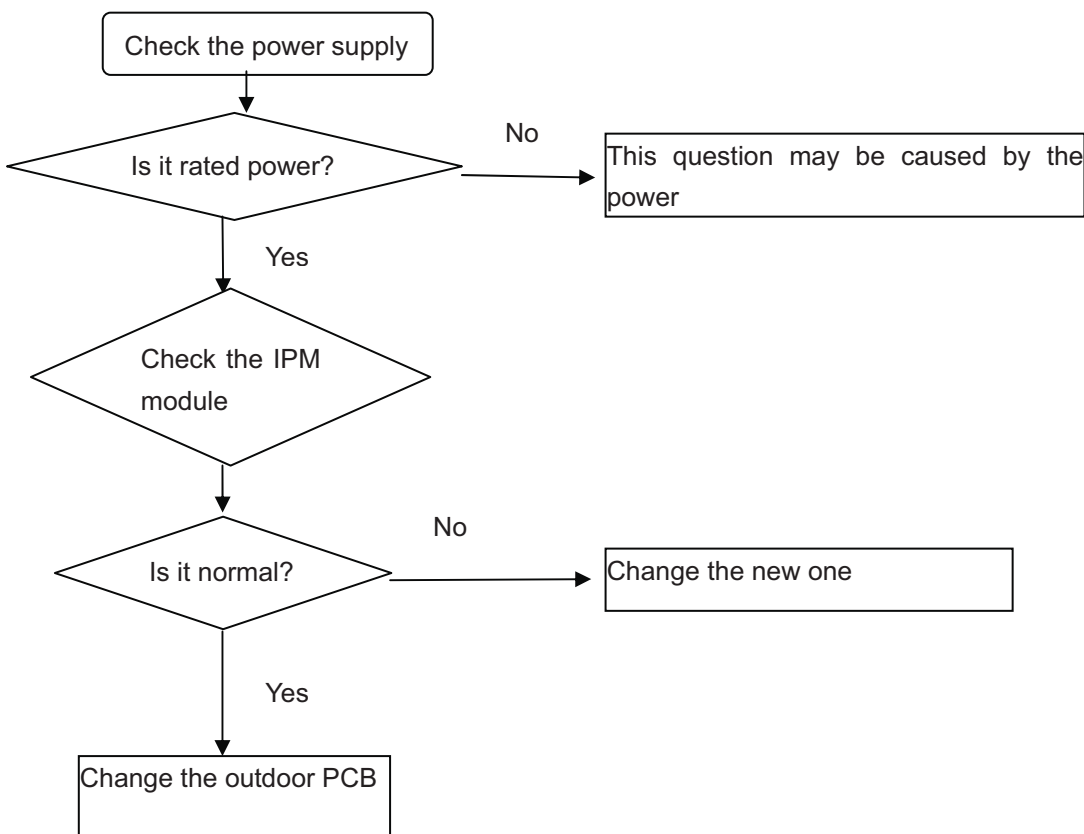 Check the power supply
No
Is it rated power?
This question may be caused by the
power
Yes
Check the IPM
module
No
Is it normal?
Change the new one
Yes
Change the outdoor PCB